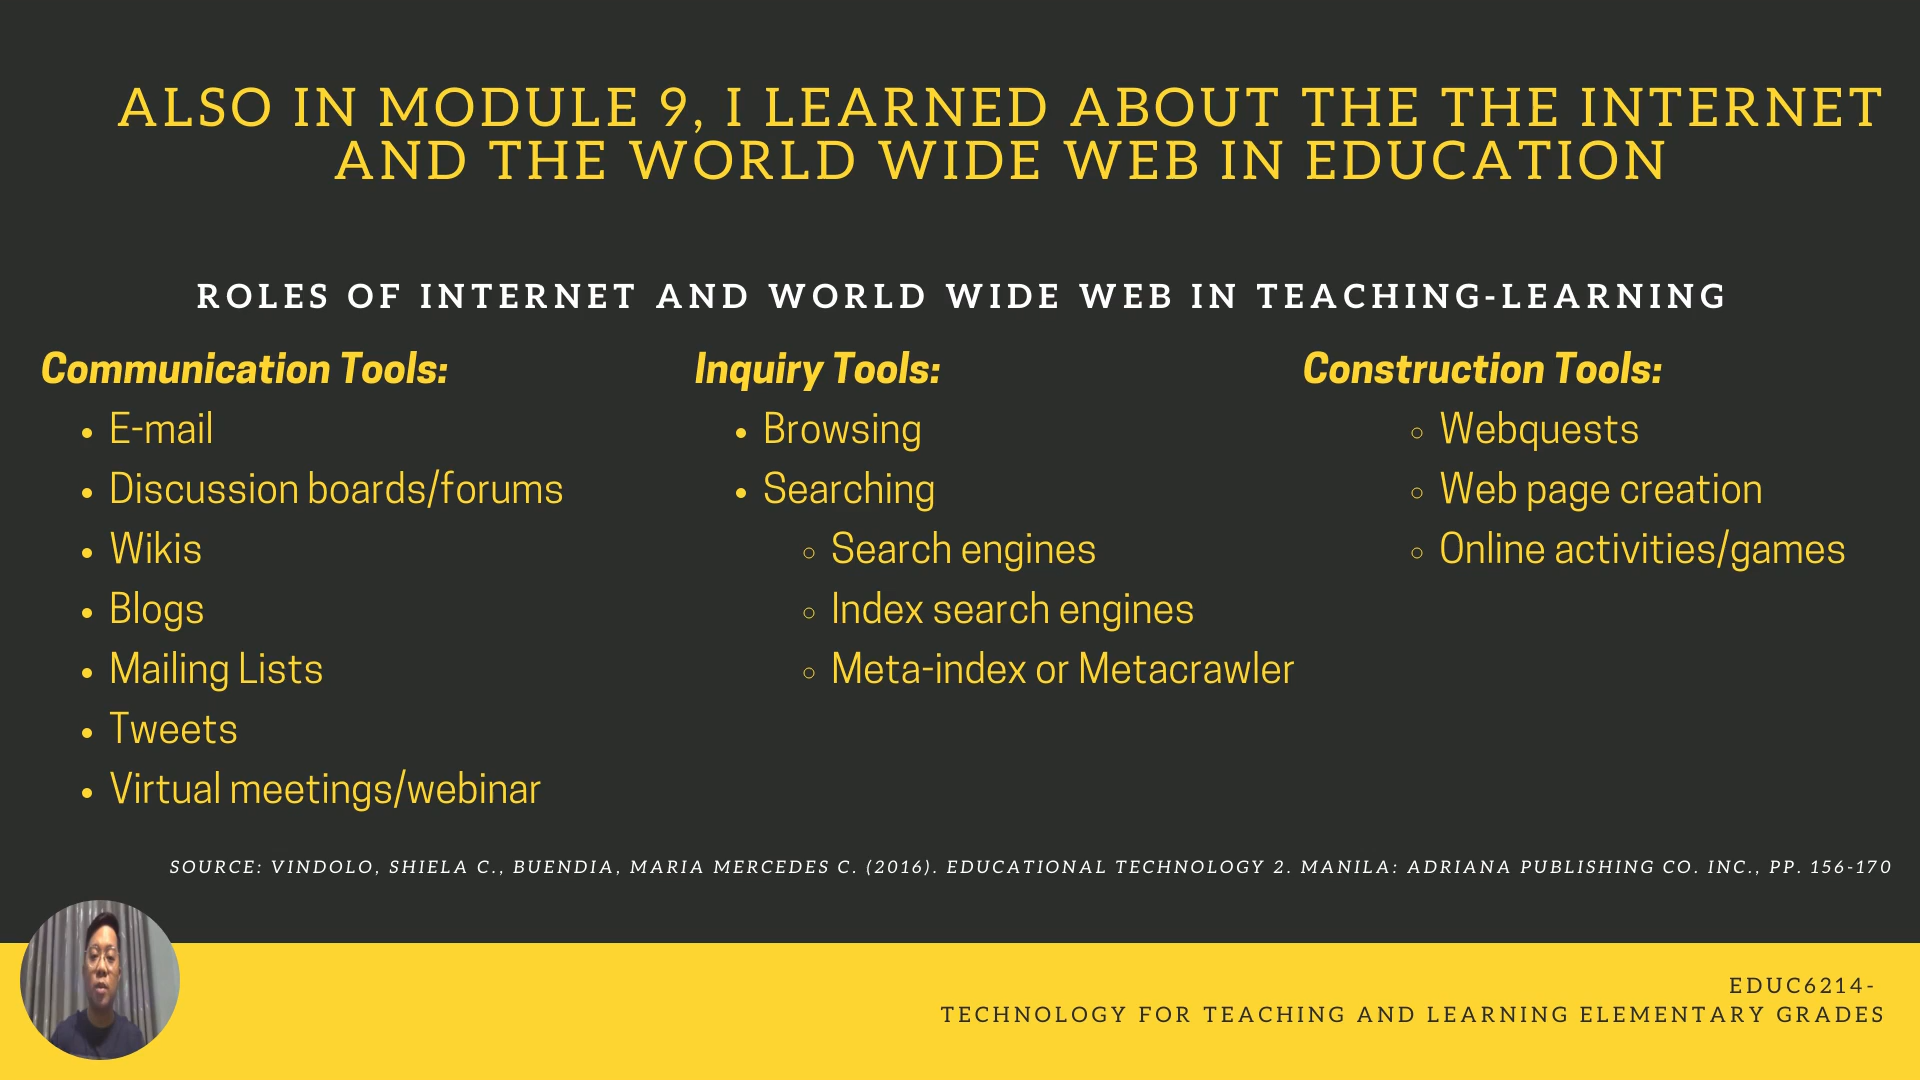 ALSO IN MODULE 9, I LEARNED ABOUT THE THE INTERNET
AND THE WORLD WIDE WEB IN EDUCATION
ROLES OF INTERNET AND WORLD WIDE WEB IN TEACHING-LEARNING
Communication Tools:
• E-mail
• Discussion boards/forums
• Wikis
• Blogs
• Mailing Lists
• Tweets
• Virtual meetings/webinar
Inquiry Tools:
• Browsing
• Searching
◦ Search engines
◦ Index search engines
◦ Meta-index or Metacrawler
Construction Tools:
◦ Webquests
◦ Web page creation
◦ Online activities/games
SOURCE: VINDOLO, SHIELA C., BUENDIA, MARIA MERCEDES C. (2016). EDUCATIONAL TECHNOLOGY 2. MANILA: ADRIANA PUBLISHING CO. INC., PP. 156-170
EDUC6214-
TECHNOLOGY FOR TEACHING AND LEARNING ELEMENTARY GRADES